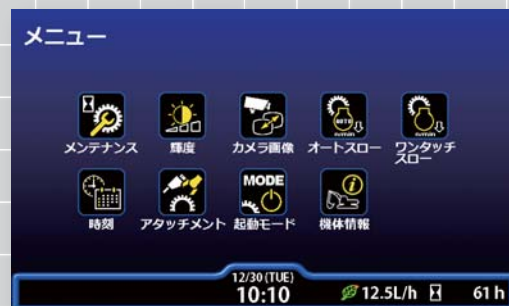 メニュー
メンテナンス
輝度
カメラ画像
AUTO
オートスロー
ワンタッチ
スロー
時刻
アタッチメント
MODE
起動モード
i
機体情報
12/30(TUE)
10:10
12.5L/h
61h